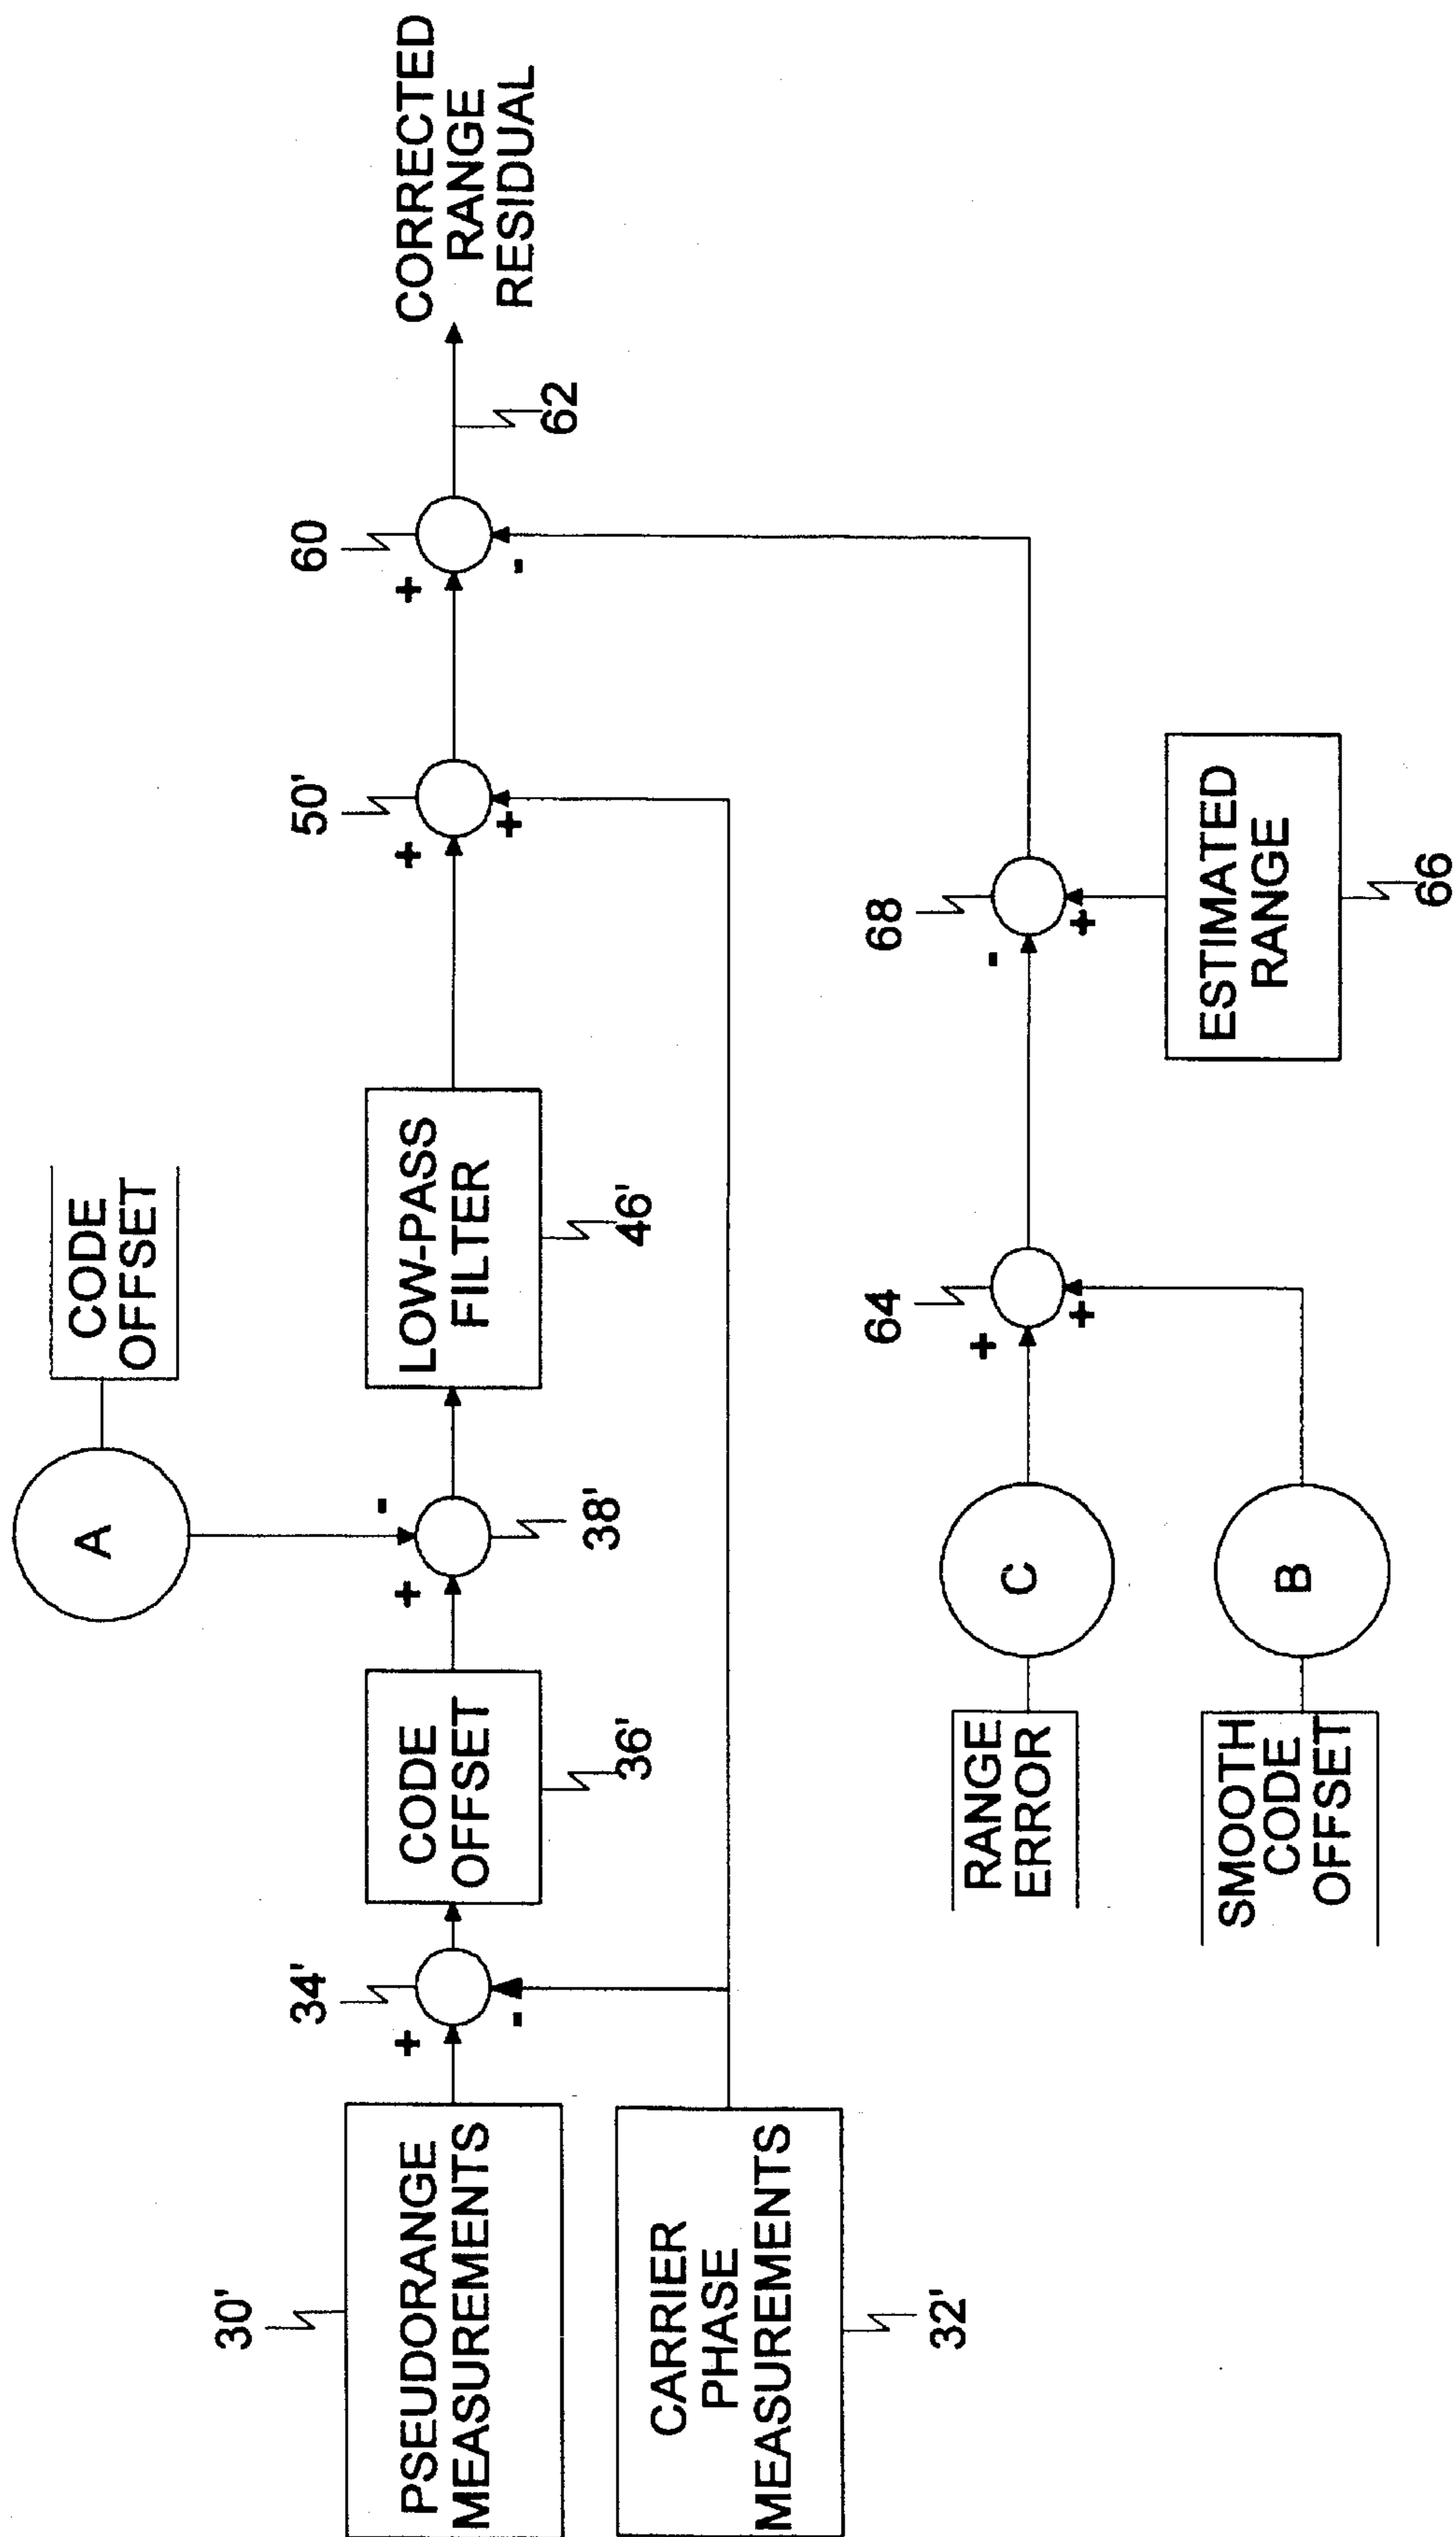 A
CODE
OFFSET
30'
PSEUDORANGE
MEASUREMENTS
34'
+
-
CODE
OFFSET
36'
+
-
38'
LOW-PASS
FILTER
46'
50'
+
+
60
+
-
62
CORRECTED
RANGE
RESIDUAL
CARRIER
PHASE
MEASUREMENTS
32'
RANGE
ERROR
C
64
+
+
68
-
+
SMOOTH
CODE
OFFSET
B
ESTIMATED
RANGE
66